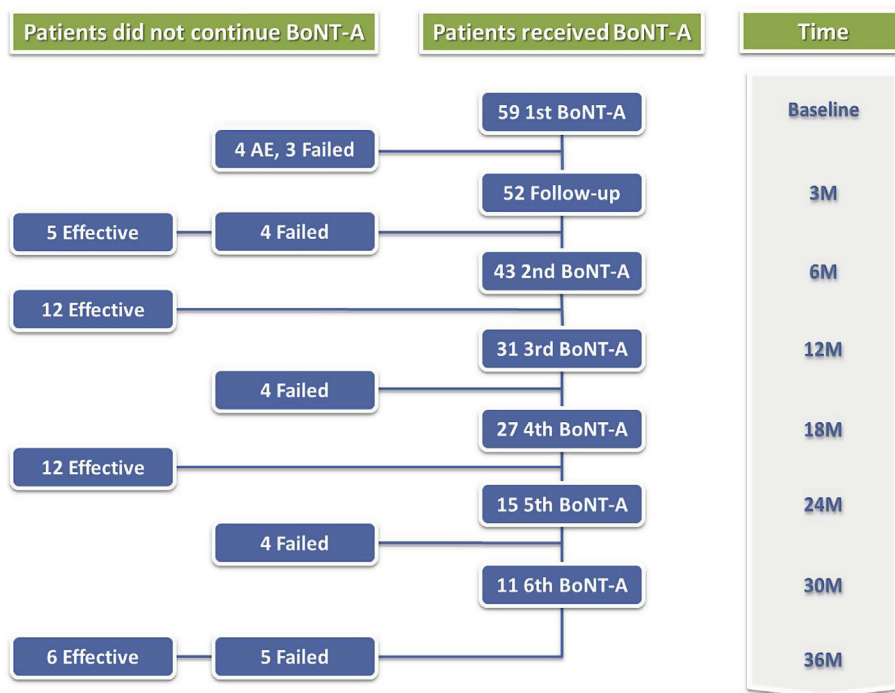 Patients did not continue BoNT-A
Patients received BoNT-A
Time
59 1st BoNT-A
Baseline
4 AE, 3 Failed
52 Follow-up
3M
5 Effective
4 Failed
43 2nd BoNT-A
6M
12 Effective
31 3rd BoNT-A
12M
4 Failed
27 4th BoNT-A
18M
12 Effective
15 5th BoNT-A
24M
4 Failed
11 6th BoNT-A
30M
6 Effective
5 Failed
36M